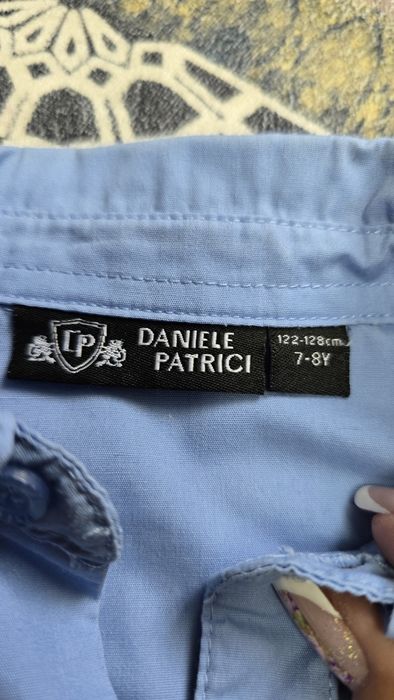 DP
DANIELE
PATRICI
122-128cm
7-8Y